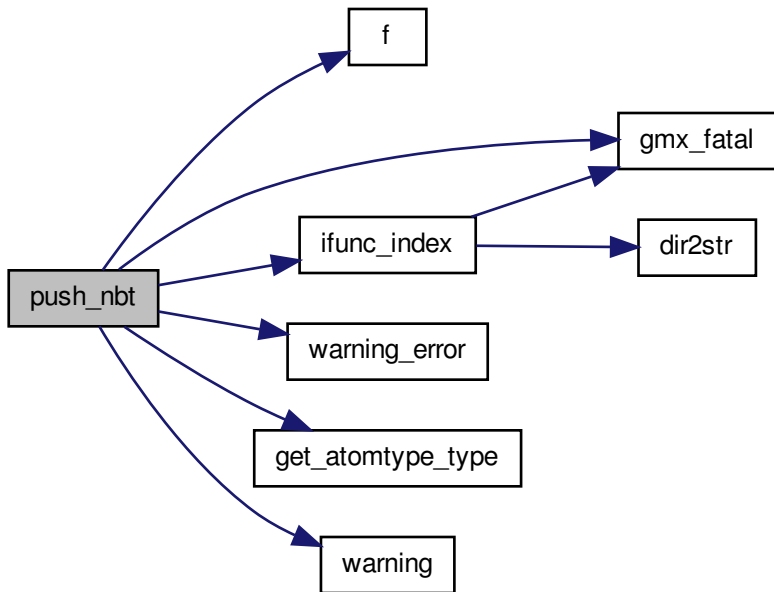 f
gmx_fatal
ifunc_index
dir2str
push_nbt
warning_error
get_atomtype_type
warning